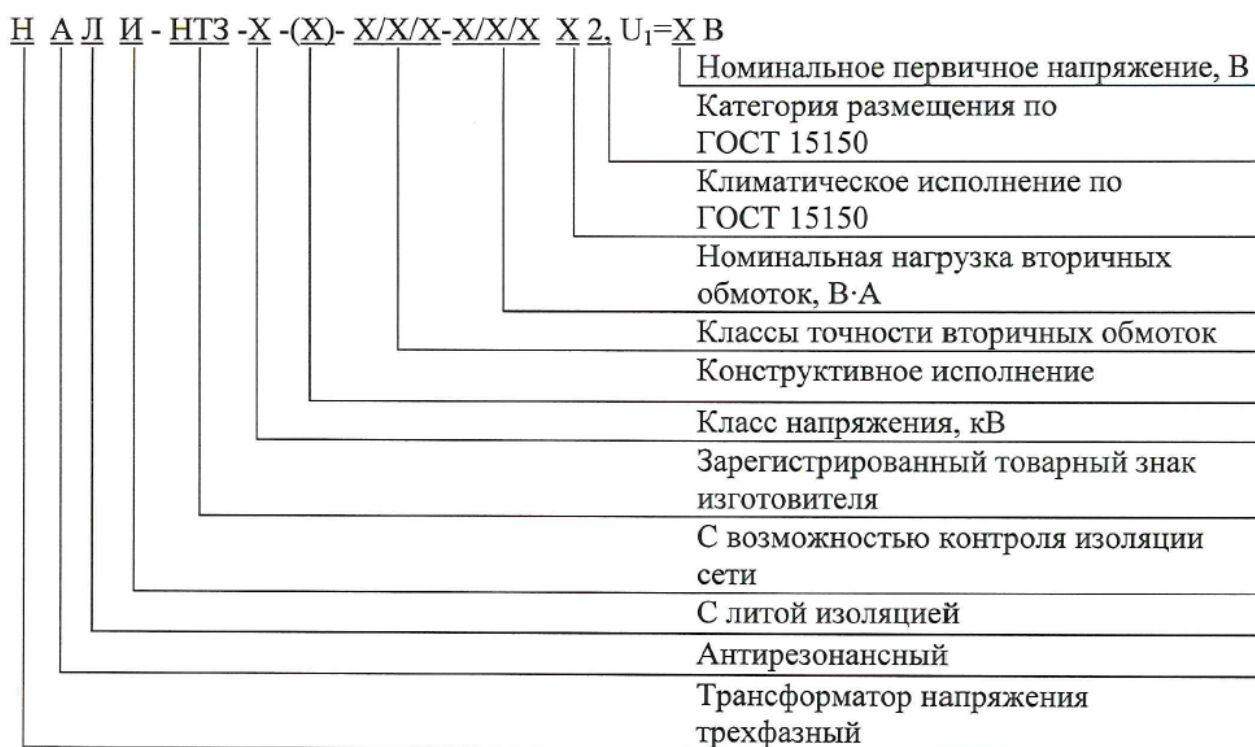 Н А Л И - НТЗ -Х -(Х)- Х/Х/Х-Х/Х/Х Х 2, U₁=Х В
Номинальное первичное напряжение, В
Категория размещения по
ГОСТ 15150
Климатическое исполнение по
ГОСТ 15150
Номинальная нагрузка вторичных
обмоток, В·А
Классы точности вторичных обмоток
Конструктивное исполнение
Класс напряжения, кВ
Зарегистрированный товарный знак
изготовителя
С возможностью контроля изоляции
сети
С литой изоляцией
Антирезонансный
Трансформатор напряжения
трехфазный